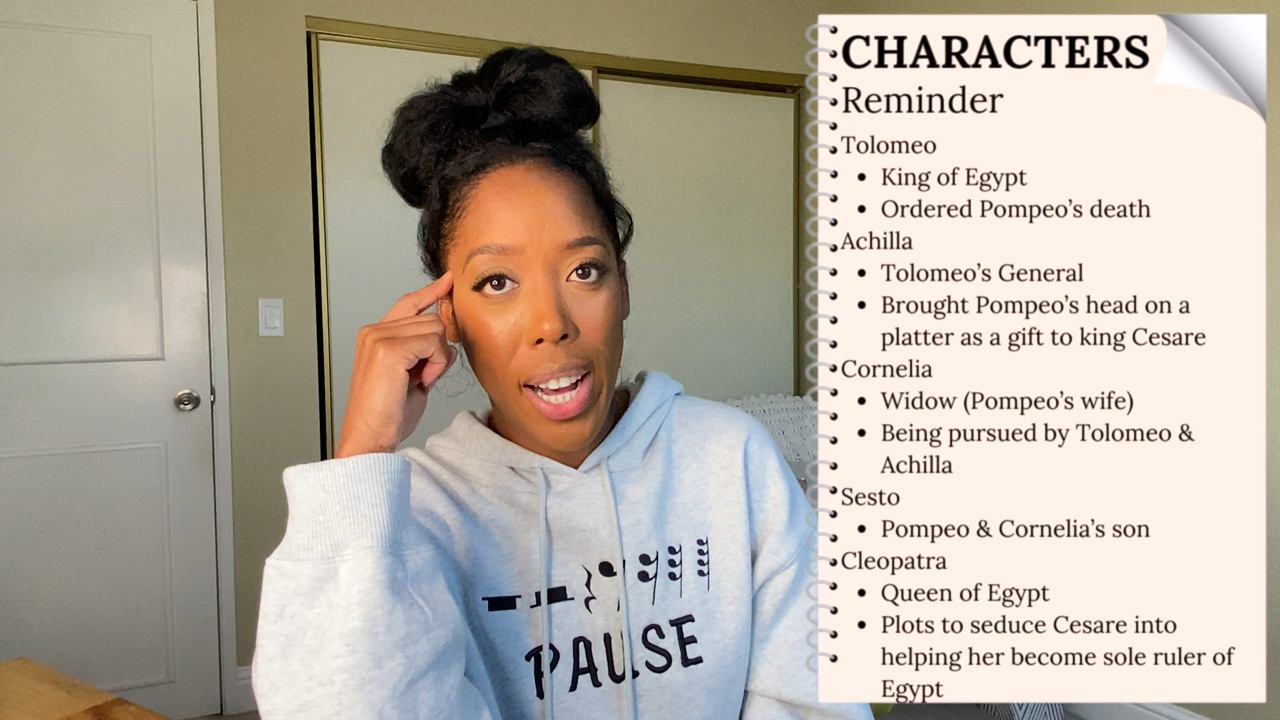 CHARACTERS
Reminder
Tolomeo
• King of Egypt
• Ordered Pompeo's death
Achilla
• Tolomeo's General
• Brought Pompeo's head on a
platter as a gift to king Cesare
Cornelia
• Widow (Pompeo's wife)
• Being pursued by Tolomeo &
Achilla
Sesto
• Pompeo & Cornelia's son
Cleopatra
• Queen of Egypt
• Plots to seduce Cesare into
helping her become sole ruler of
Egypt
PAUSE